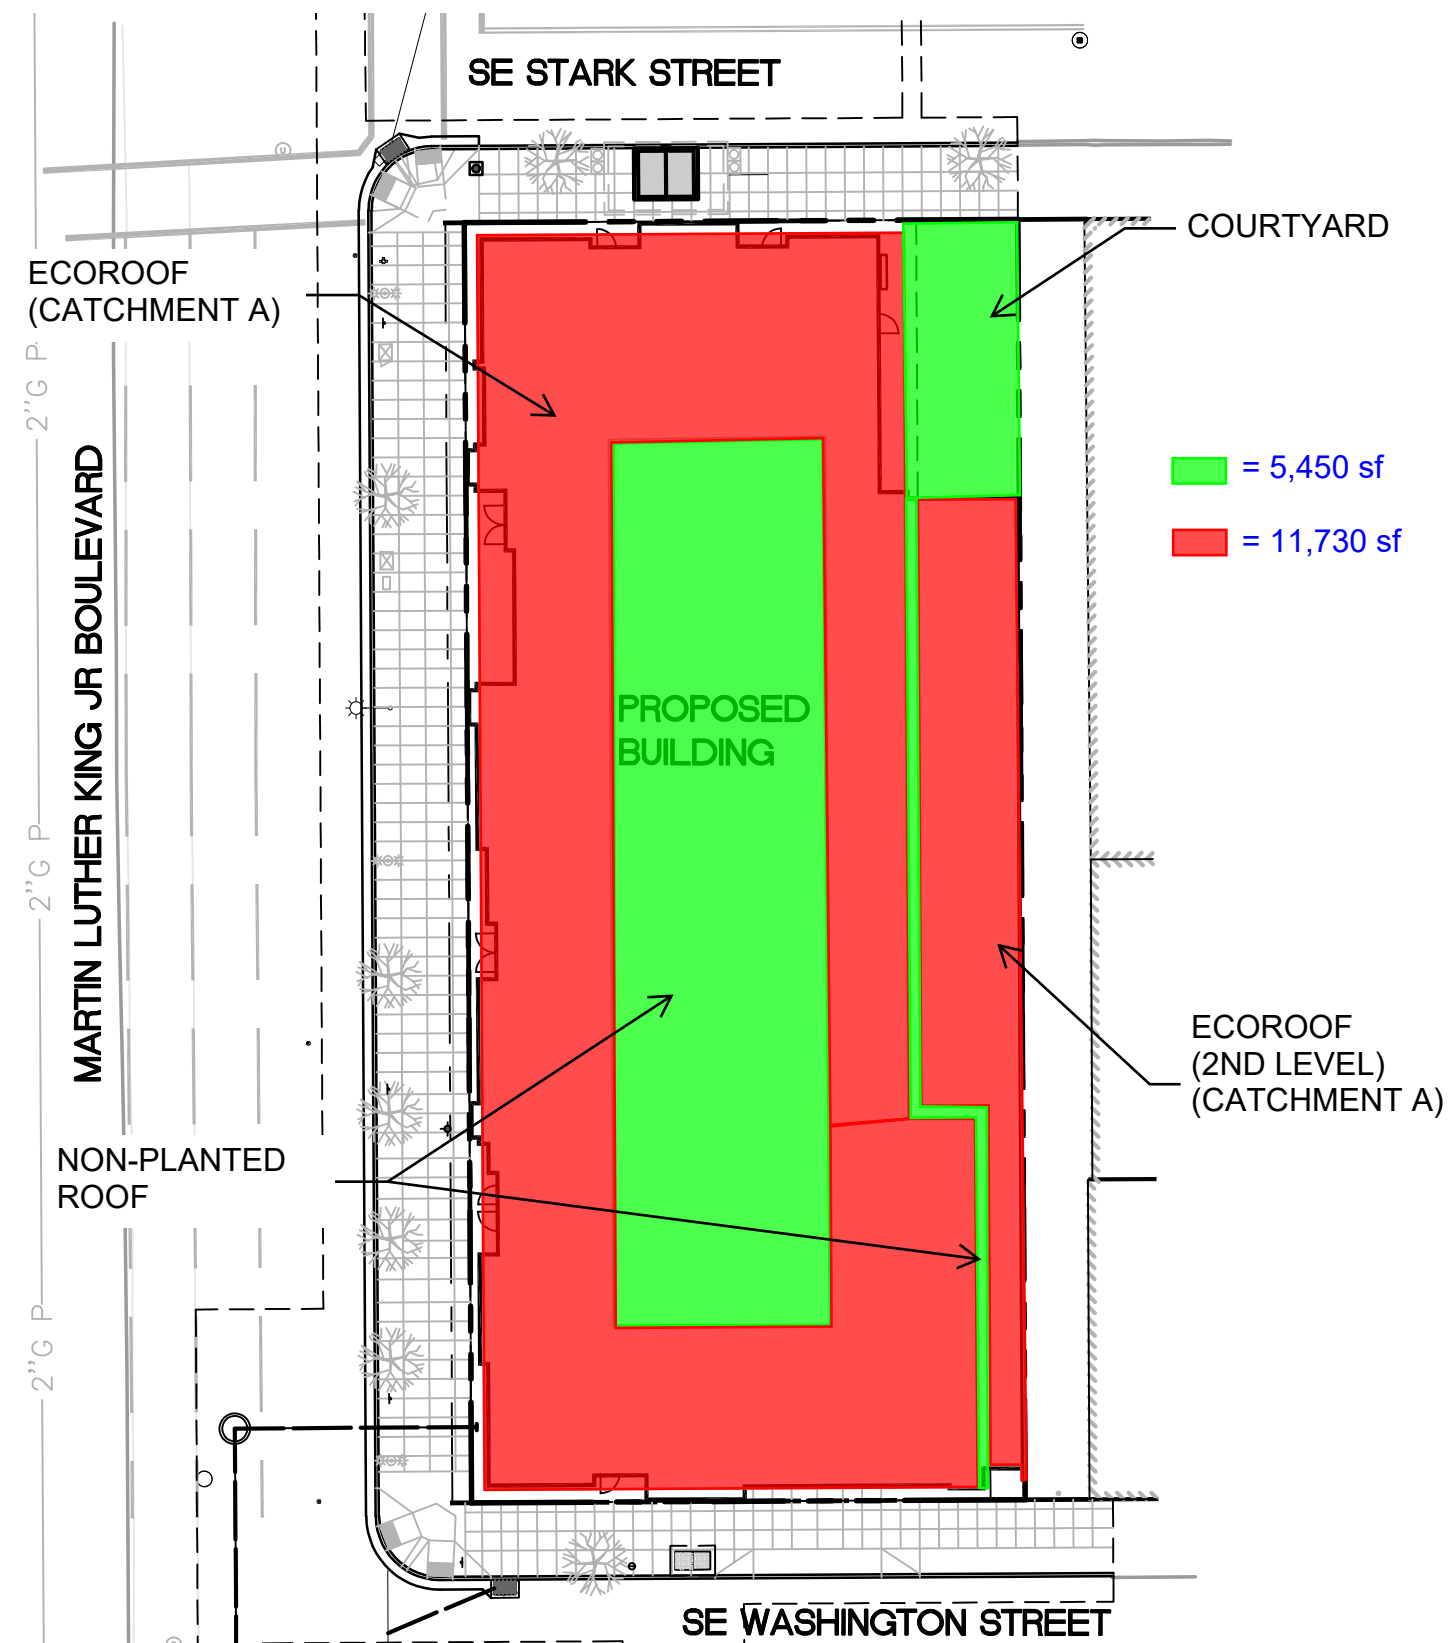 SE STARK STREET
COURTYARD
ECOROOF
(CATCHMENT A)
2"G P
= 5,450 sf
= 11,730 sf
MARTIN LUTHER KING JR BOULEVARD
PROPOSED
BUILDING
2"G P
ECOROOF
(2ND LEVEL)
(CATCHMENT A)
NON-PLANTED
ROOF
2"G P
SE WASHINGTON STREET